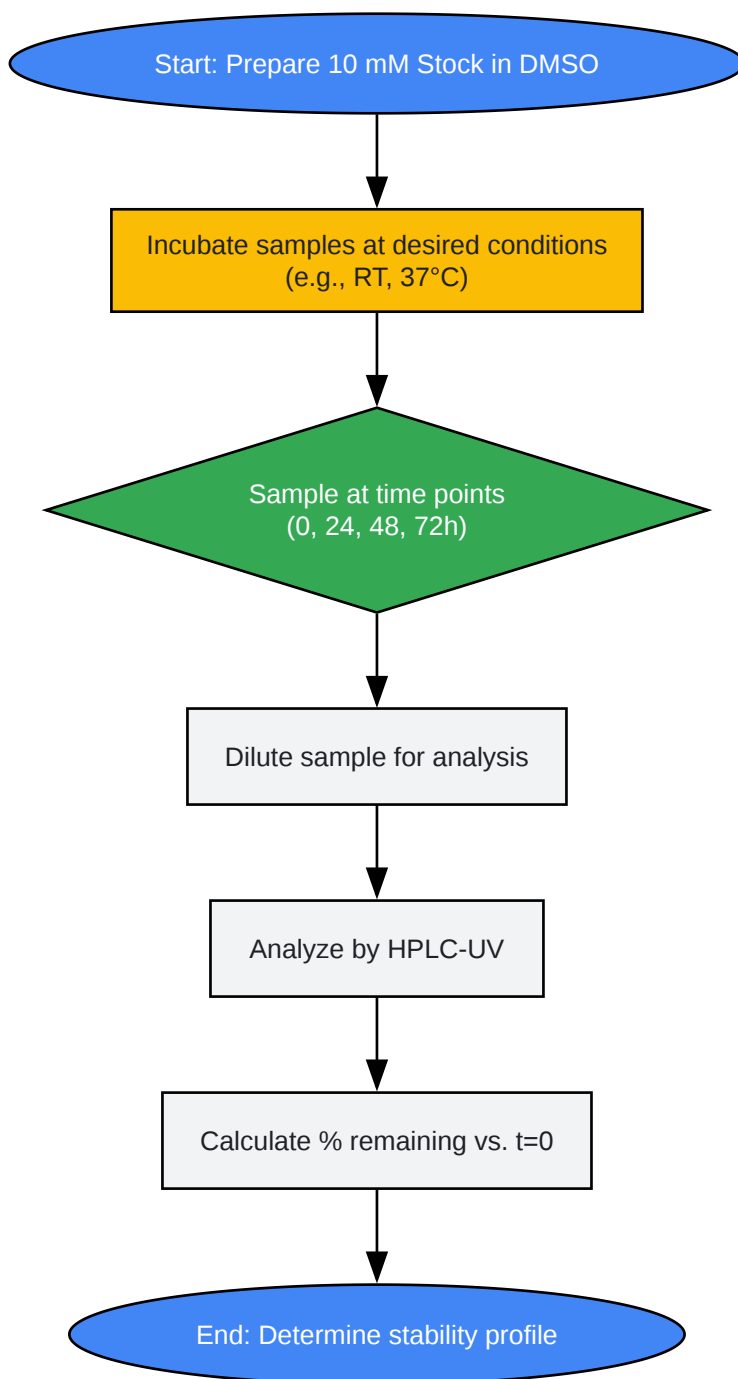 Start: Prepare 10 mM Stock in DMSO
Incubate samples at desired conditions
(e.g., RT, 37°C)
Sample at time points
(0, 24, 48, 72h)
Dilute sample for analysis
Analyze by HPLC-UV
Calculate % remaining vs. t=0
End: Determine stability profile